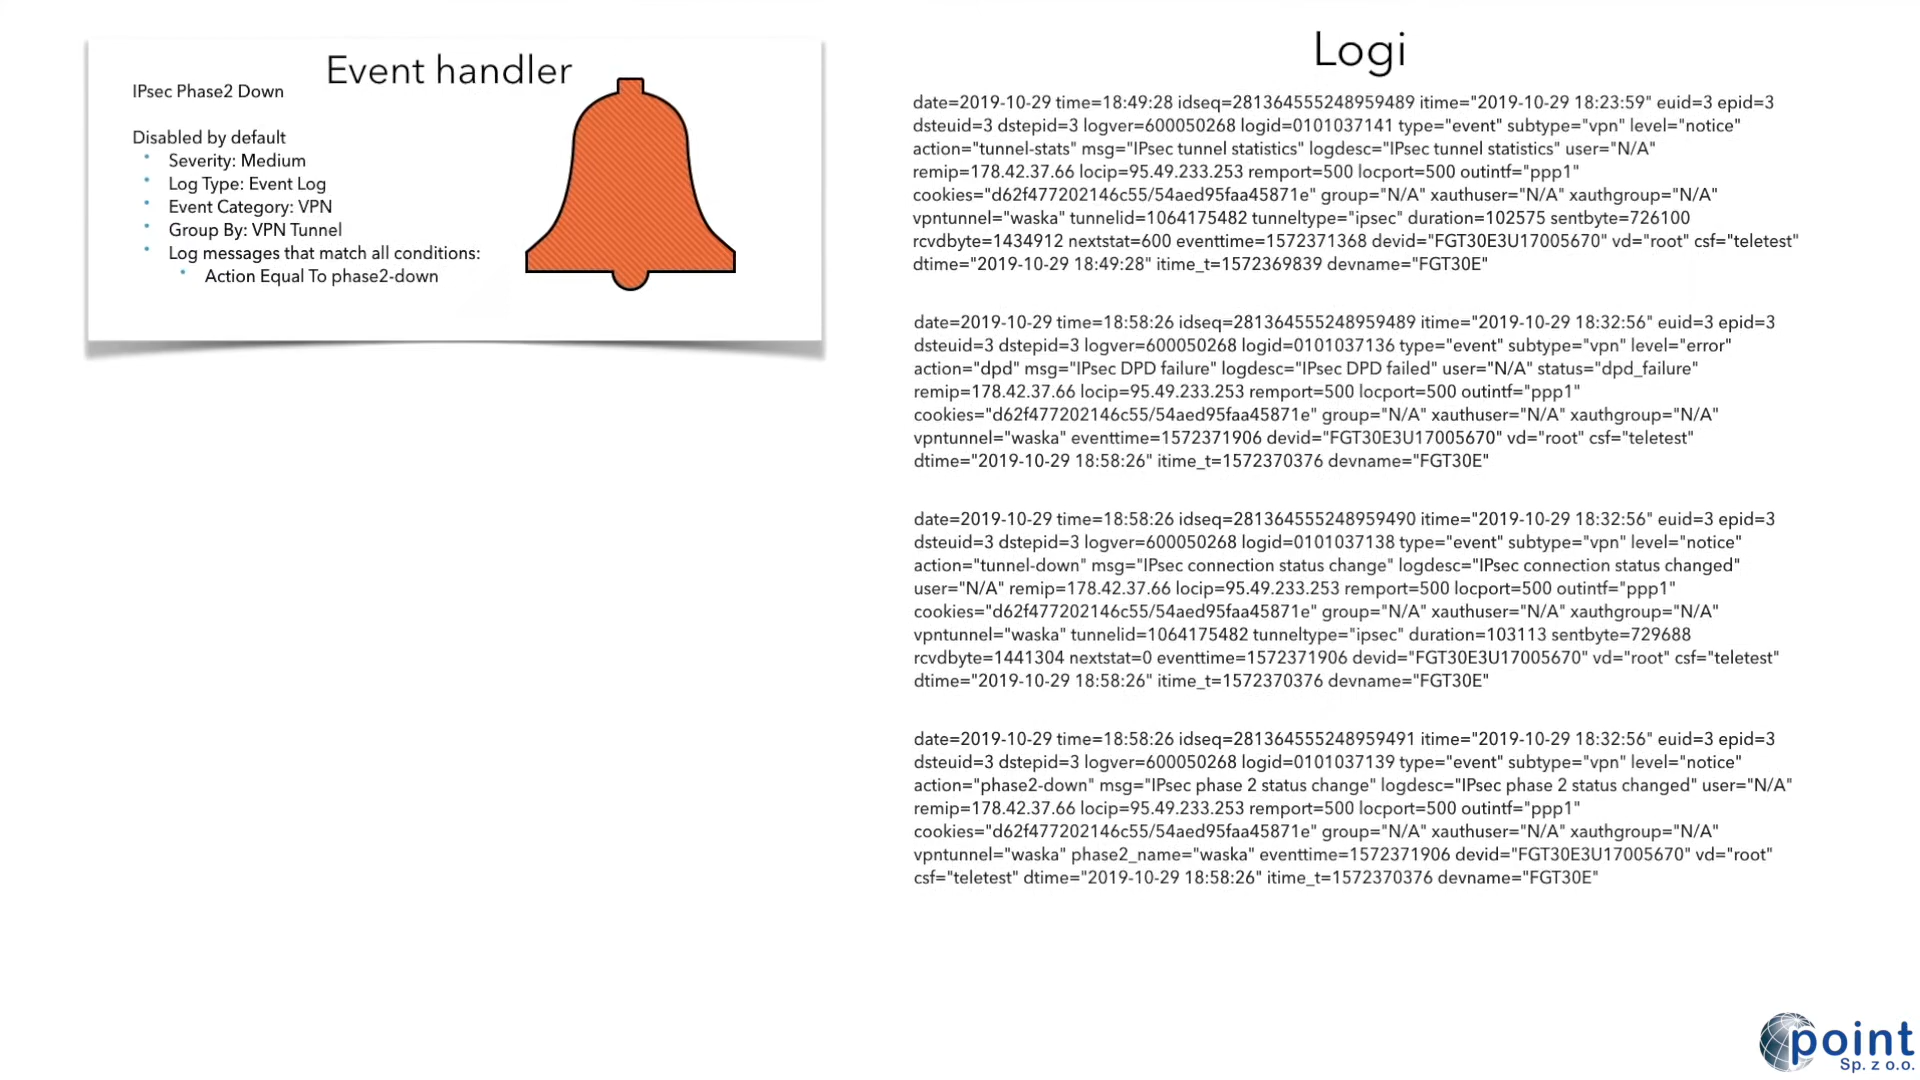 Event handler
IPsec Phase2 Down
Disabled by default
Severity: Medium
Log Type: Event Log
Event Category: VPN
Group By: VPN Tunnel
Log messages that match all conditions:
Action Equal To phase2-down
Logi
date=2019-10-29 time=18:49:28 idseq=281364555248959489 itime="2019-10-29 18:23:59" euid=3 epid=3
dsteuid=3 dstepid=3 logver=600050268 logid=0101037141 type="event" subtype="vpn" level="notice"
action="tunnel-stats" msg="IPsec tunnel statistics" logdesc="IPsec tunnel statistics" user="N/A"
remip=178.42.37.66 locip=95.49.233.253 remport=500 locport=500 outintf="ppp1"
cookies="d62f477202146c55/54aed95faa45871e" group="N/A" xauthuser="N/A" xauthgroup="N/A"
vpntunnel="waska" tunnelid=1064175482 tunneltype="ipsec" duration=102575 sentbyte=726100
rcvdbyte=1434912 nextstat=600 eventtime=1572371368 devid="FGT30E3U17005670" vd="root" csf="teletest"
dtime="2019-10-29 18:49:28" itime_t=1572369839 devname="FGT30E"
date=2019-10-29 time=18:58:26 idseq=281364555248959489 itime="2019-10-29 18:32:56" euid=3 epid=3
dsteuid=3 dstepid=3 logver=600050268 logid=0101037136 type="event" subtype="vpn" level="error"
action="dpd" msg="IPsec DPD failure" logdesc="IPsec DPD failed" user="N/A" status="dpd_failure"
remip=178.42.37.66 locip=95.49.233.253 remport=500 locport=500 outintf="ppp1"
cookies="d62f477202146c55/54aed95faa45871e" group="N/A" xauthuser="N/A" xauthgroup="N/A"
vpntunnel="waska" eventtime=1572371906 devid="FGT30E3U17005670" vd="root" csf="teletest"
dtime="2019-10-29 18:58:26" itime_t=1572370376 devname="FGT30E"
date=2019-10-29 time=18:58:26 idseq=281364555248959490 itime="2019-10-29 18:32:56" euid=3 epid=3
dsteuid=3 dstepid=3 logver=600050268 logid=0101037138 type="event" subtype="vpn" level="notice"
action="tunnel-down" msg="IPsec connection status change" logdesc="IPsec connection status changed"
user="N/A" remip=178.42.37.66 locip=95.49.233.253 remport=500 locport=500 outintf="ppp1"
cookies="d62f477202146c55/54aed95faa45871e" group="N/A" xauthuser="N/A" xauthgroup="N/A"
vpntunnel="waska" tunnelid=1064175482 tunneltype="ipsec" duration=103113 sentbyte=729688
rcvdbyte=1441304 nextstat=0 eventtime=1572371906 devid="FGT30E3U17005670" vd="root" csf="teletest"
dtime="2019-10-29 18:58:26" itime_t=1572370376 devname="FGT30E"
date=2019-10-29 time=18:58:26 idseq=281364555248959491 itime="2019-10-29 18:32:56" euid=3 epid=3
dsteuid=3 dstepid=3 logver=600050268 logid=0101037139 type="event" subtype="vpn" level="notice"
action="phase2-down" msg="IPsec phase 2 status change" logdesc="IPsec phase 2 status changed" user="N/A"
remip=178.42.37.66 locip=95.49.233.253 remport=500 locport=500 outintf="ppp1"
cookies="d62f477202146c55/54aed95faa45871e" group="N/A" xauthuser="N/A" xauthgroup="N/A"
vpntunnel="waska" phase2_name="waska" eventtime=1572371906 devid="FGT30E3U17005670" vd="root"
csf="teletest" dtime="2019-10-29 18:58:26" itime_t=1572370376 devname="FGT30E"
point
Sp. z o.o.